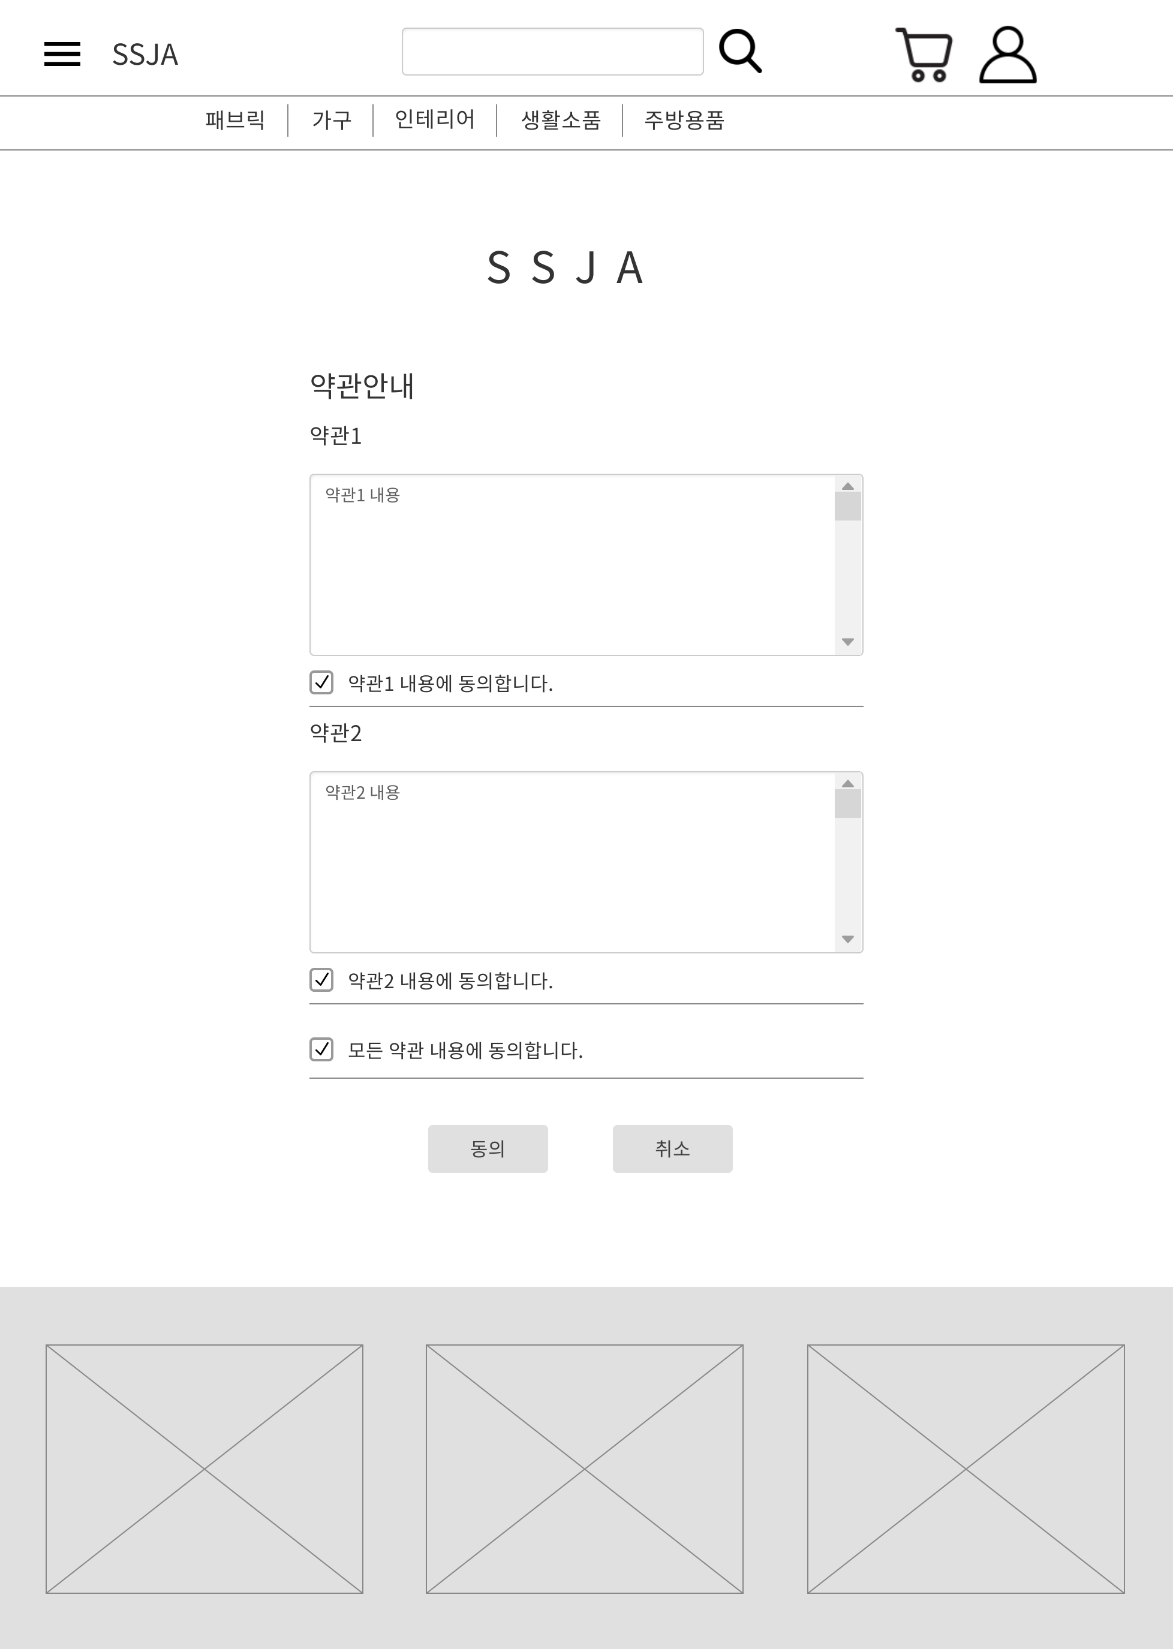 SSJA
패브릭 가구 인테리어 생활소품 주방용품
S S J A
약관안내
약관1
약관1 내용
약관1 내용에 동의합니다.
약관2
약관2 내용
약관2 내용에 동의합니다.
모든 약관 내용에 동의합니다.
동의 취소